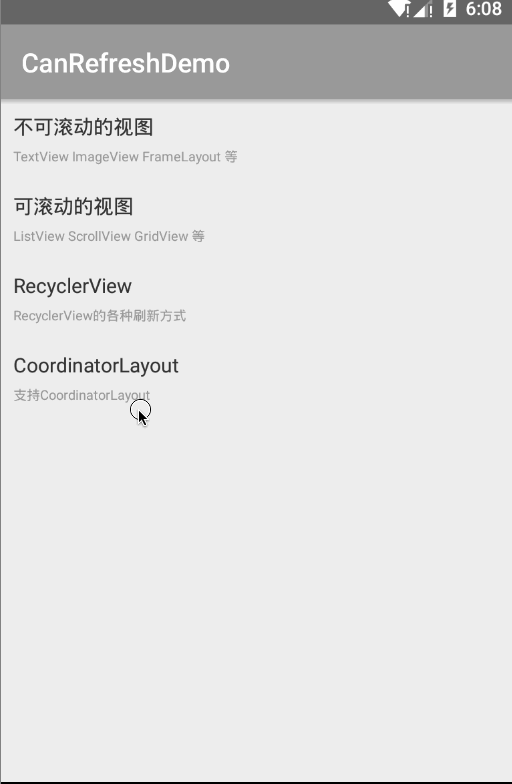 6:08
CanRefreshDemo
不可滚动的视图
TextView ImageView FrameLayout 等
可滚动的视图
ListView ScrollView GridView 等
RecyclerView
RecyclerView的各种刷新方式
CoordinatorLayout
支持CoordinatorLayout